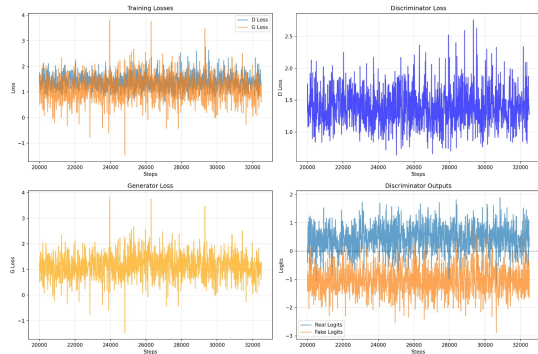 Training Losses
D Loss
G Loss
Loss
4
3
2
1
0
−1
20000 22000 24000 26000 28000 30000 32000
Steps
Discriminator Loss
D Loss
2.5
2.0
1.5
1.0
20000 22000 24000 26000 28000 30000 32000
Steps
Generator Loss
G Loss
4
3
2
1
0
−1
20000 22000 24000 26000 28000 30000 32000
Steps
Discriminator Outputs
Logits
2
1
0
−1
−2
−3
Real Logits
Fake Logits
20000 22000 24000 26000 28000 30000 32000
Steps